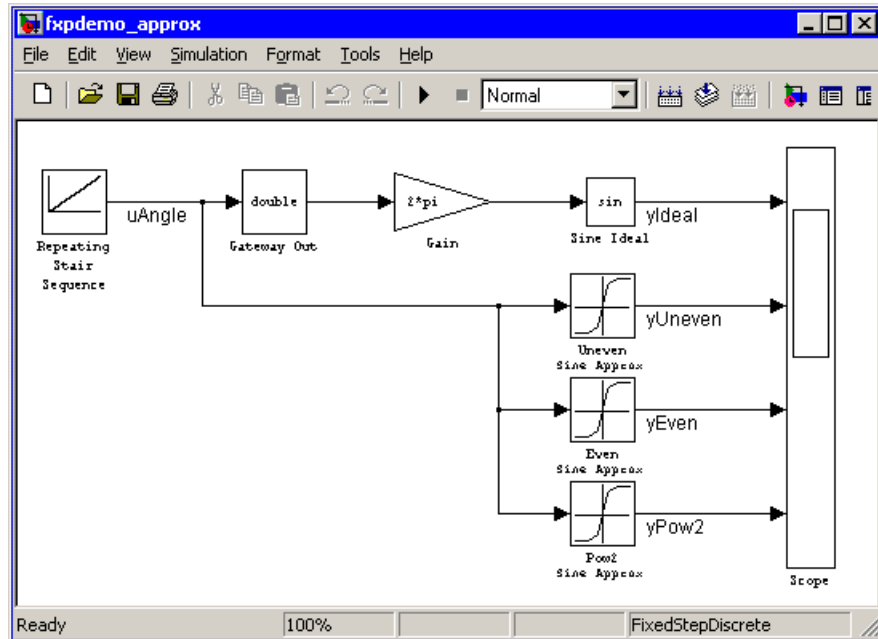 fxpdemo_approx
File Edit View Simulation Format Tools Help
Normal
uAngle
Repeating
Stair
Sequence
double
Gateway Out
2*pi
Gain
sin
Sine Ideal
yIdeal
Uneven
Sine Approx
yUneven
Even
Sine Approx
yEven
Pow2
Sine Approx
yPow2
Scope
Ready 100% FixedStepDiscrete